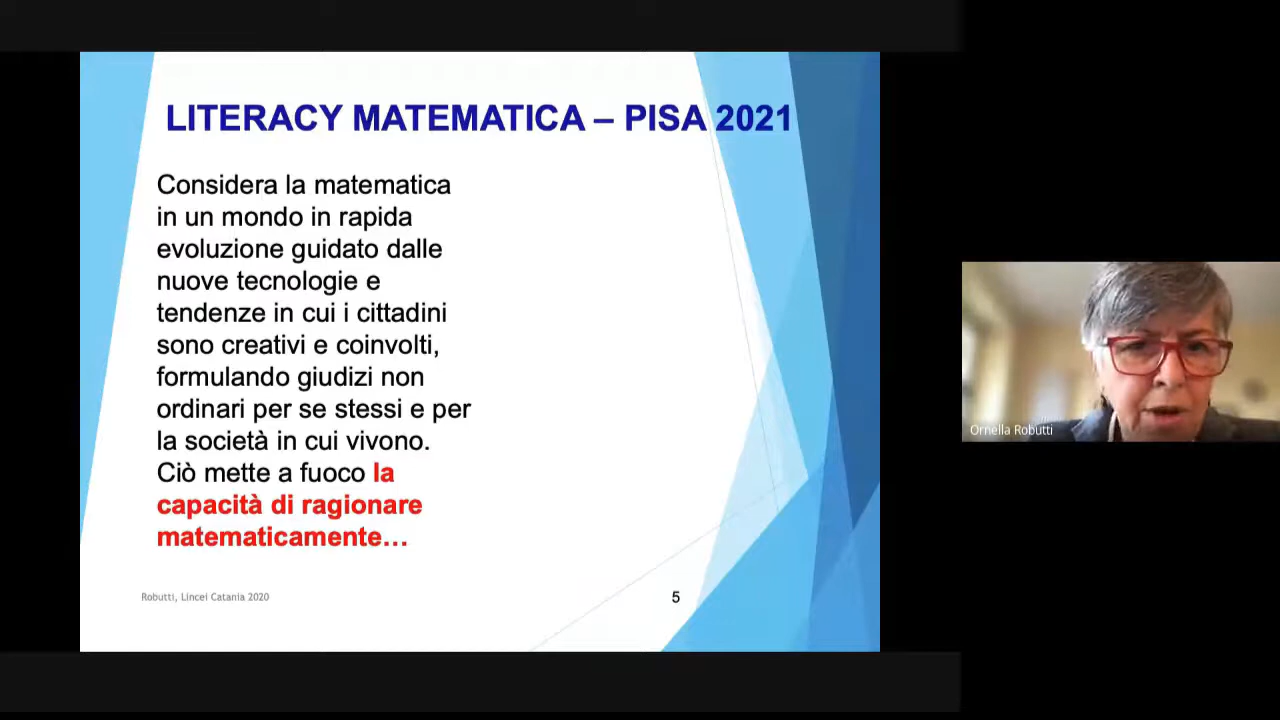 LITERACY MATEMATICA – PISA 2021
Considera la matematica
in un mondo in rapida
evoluzione guidato dalle
nuove tecnologie e
tendenze in cui i cittadini
sono creativi e coinvolti,
formulando giudizi non
ordinari per se stessi e per
la società in cui vivono.
Ciò mette a fuoco la
capacità di ragionare
matematicamente…
Robutti, Lincei Catania 2020
5
Ornella Robutti